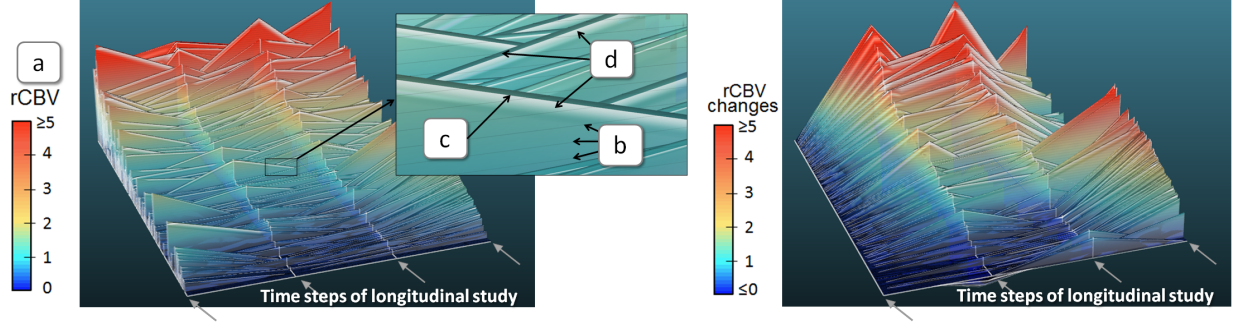 a
rCBV
≥5
4
3
2
1
0
d
c
b
Time steps of longitudinal study
rCBV
changes
≥5
4
3
2
1
≤0
Time steps of longitudinal study